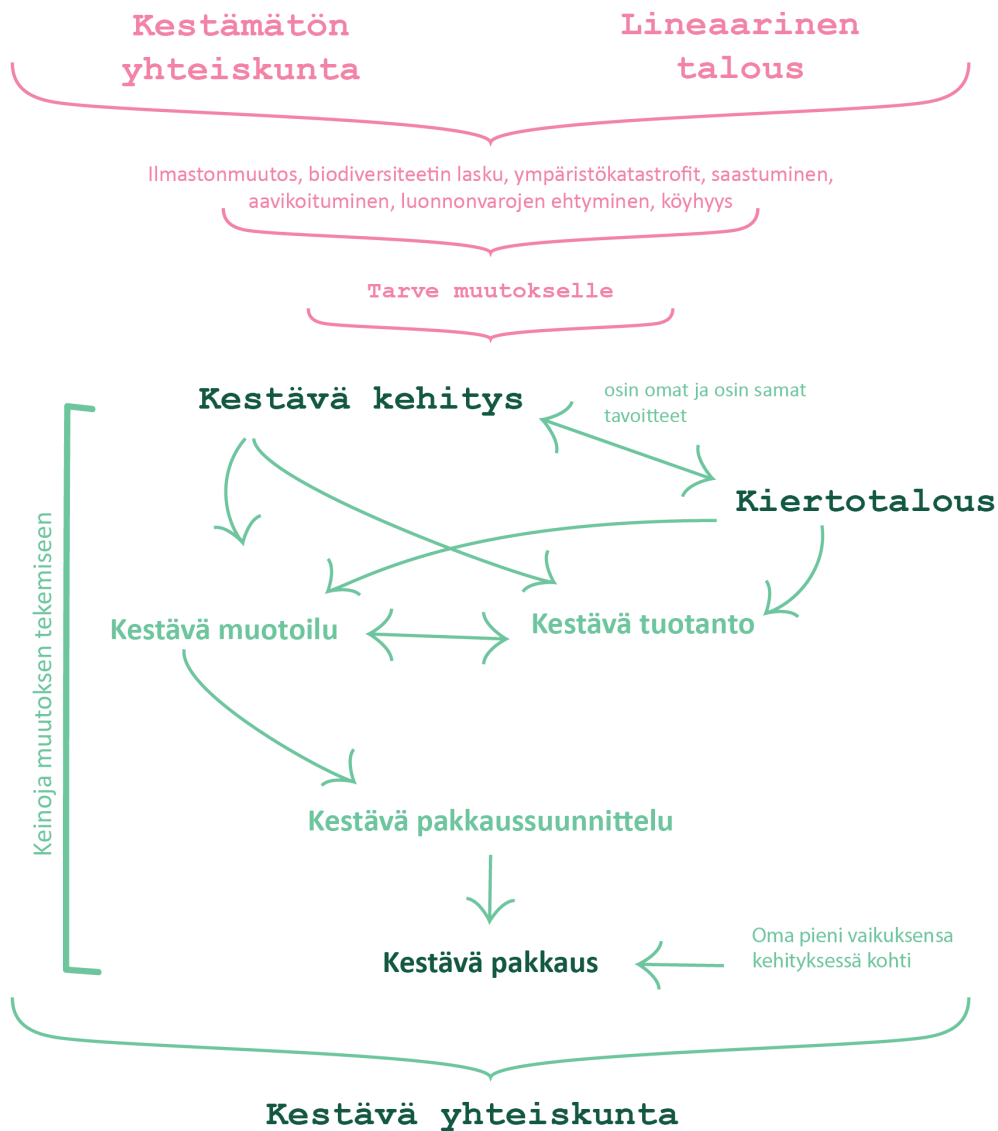 Kestämätön
yhteiskunta
Lineaarinen
talous
Ilmastonmuutos, biodiversiteetin lasku, ympäristökatastrofit, saastuminen,
aavikoituminen, luonnonvarojen ehtyminen, köyhyys
Tarve muutokselle
Kestävä kehitys
osin omat ja osin samat
tavoitteet
Kiertotalous
Keinoja muutoksen tekemiseen
Kestävä muotoilu
Kestävä tuotanto
Kestävä pakkaussuunnittelu
Kestävä pakkaus
Oma pieni vaikuksensa
kehityksessä kohti
Kestävä yhteiskunta